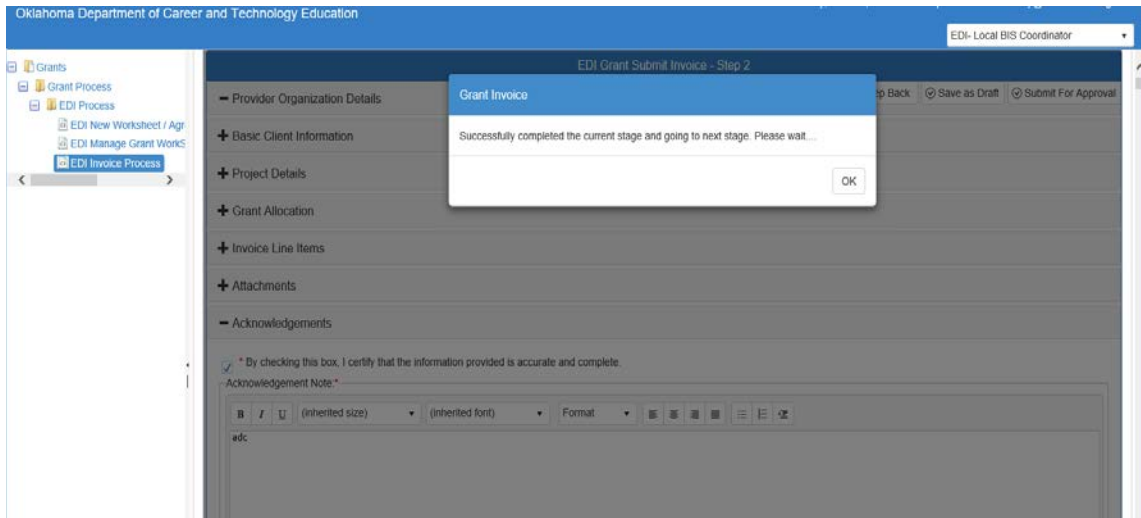 Oklahoma Department of Career and Technology Education
EDI- Local BIS Coordinator
Grants
Grant Process
EDI Process
EDI New Worksheet / Agr
EDI Manage Grant WorkS
EDI Invoice Process
EDI Grant Submit Invoice - Step 2
Provider Organization Details
Back
Save as Draft
Submit For Approval
Grant Invoice
Successfully completed the current stage and going to next stage. Please wait....
OK
Basic Client Information
Project Details
Grant Allocation
Invoice Line Items
Attachments
Acknowledgements
* By checking this box, I certify that the information provided is accurate and complete.
Acknowledgement Note:*
B I U (inherited size) (inherited font) Format
adc